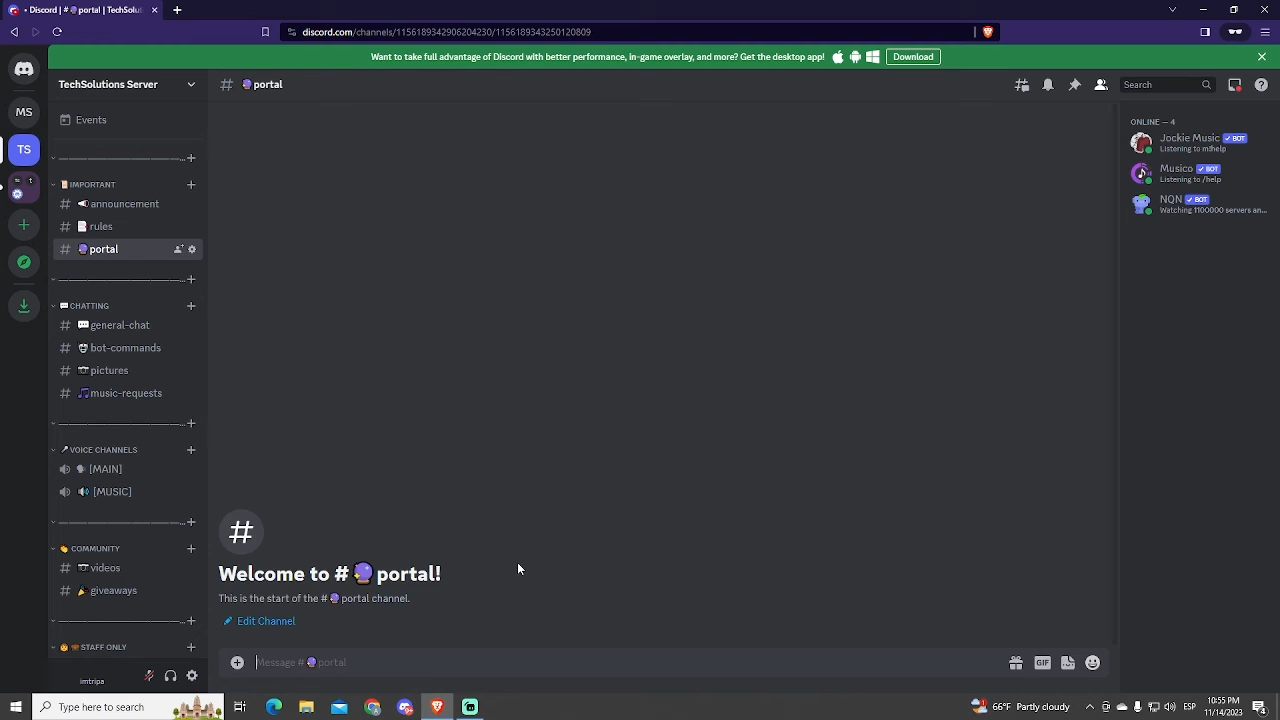 • Discord | # portal | TechSolut
discord.com/channels/1156189342906204230/1156189343250120809
Want to take full advantage of Discord with better performance, in-game overlay, and more? Get the desktop app!
Download
TechSolutions Server
# portal
Search
MS
TS
Events
IMPORTANT
# announcement
# rules
# portal
CHATTING
# general-chat
# bot-commands
# pictures
# music-requests
VOICE CHANNELS
[MAIN]
[MUSIC]
COMMUNITY
# videos
# giveaways
STAFF ONLY
imtripa
#
Welcome to # portal!
This is the start of the # portal channel.
Edit Channel
Message # portal
GIF
ONLINE — 4
Jockie Music ✓ BOT
Listening to m!help
Musico ✓ BOT
Listening to /help
NQN ✓ BOT
Watching 1100000 servers an...
Type here to search
66°F Partly cloudy
ESP
10:55 PM
11/14/2023